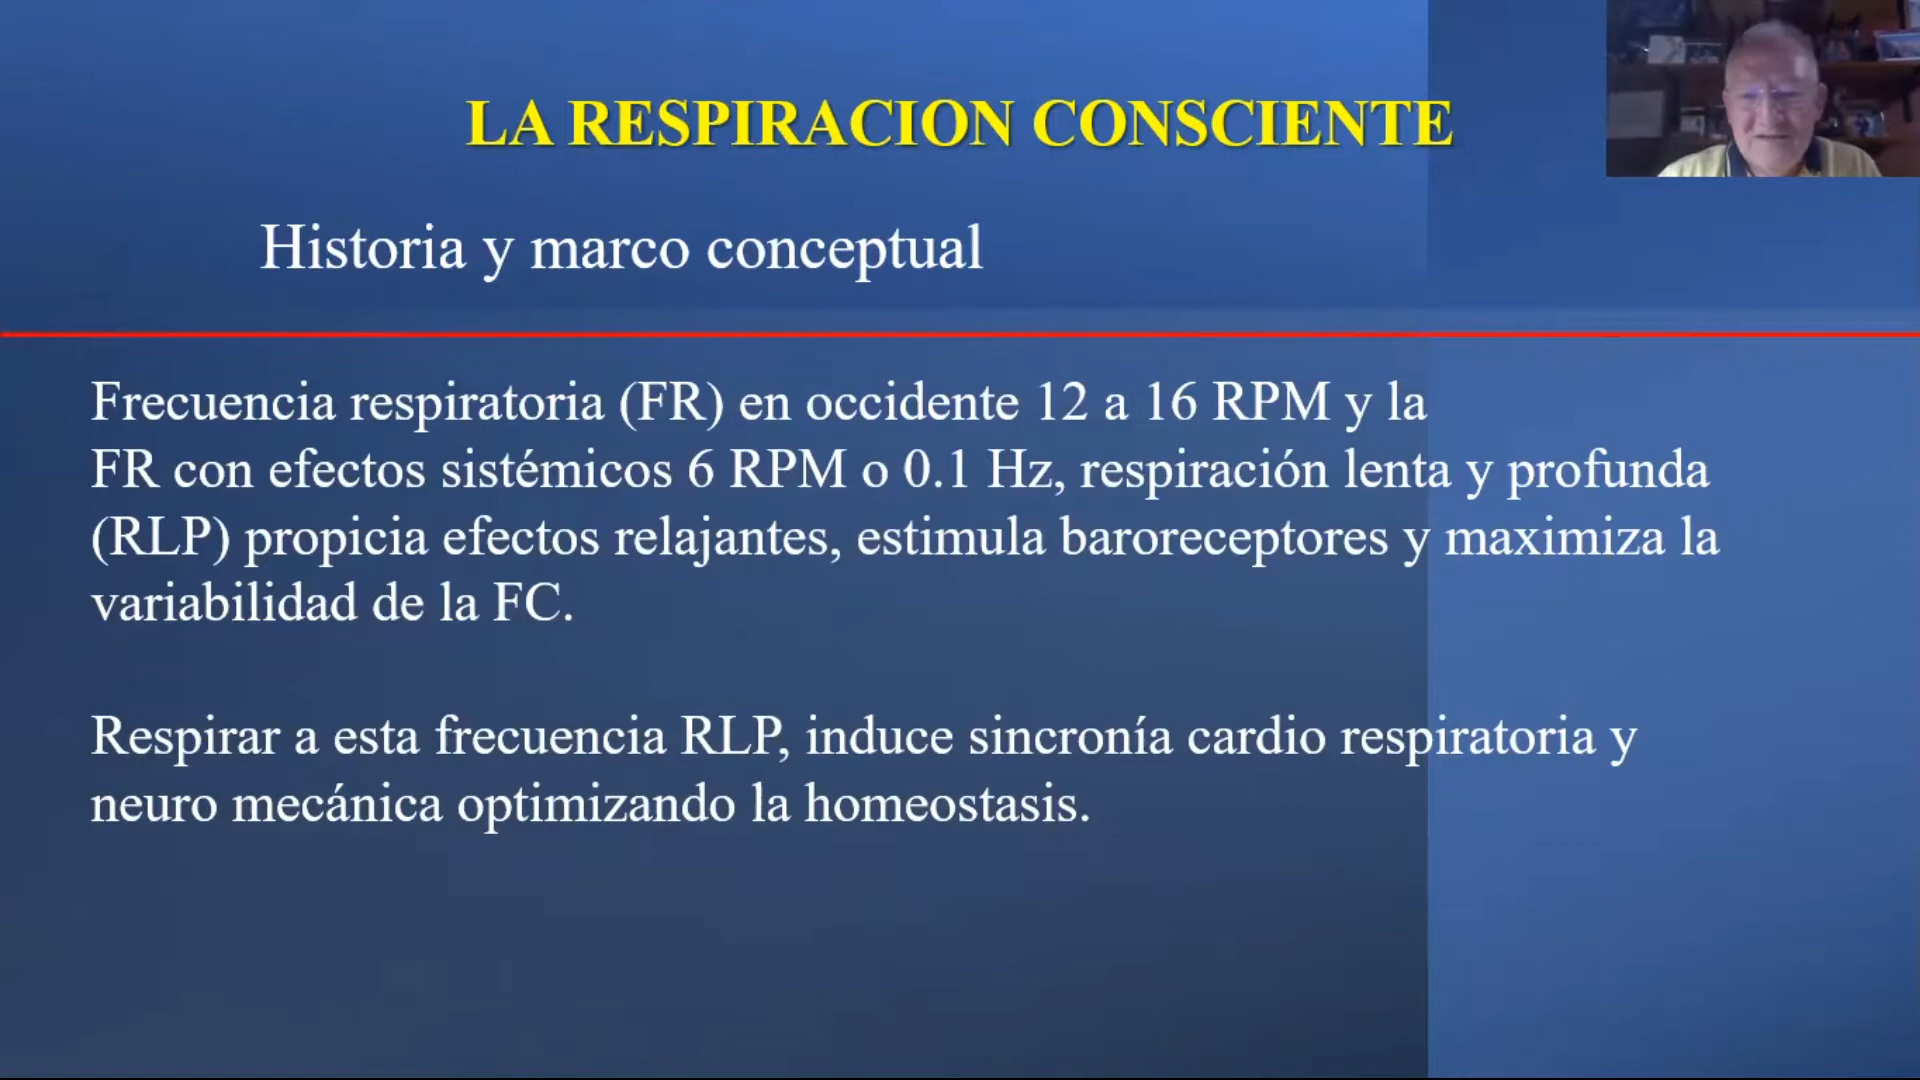 LA RESPIRACION CONSCIENTE
Historia y marco conceptual
Frecuencia respiratoria (FR) en occidente 12 a 16 RPM y la
FR con efectos sistémicos 6 RPM o 0.1 Hz, respiración lenta y profunda
(RLP) propicia efectos relajantes, estimula baroreceptores y maximiza la
variabilidad de la FC.
Respirar a esta frecuencia RLP, induce sincronía cardio respiratoria y
neuro mecánica optimizando la homeostasis.